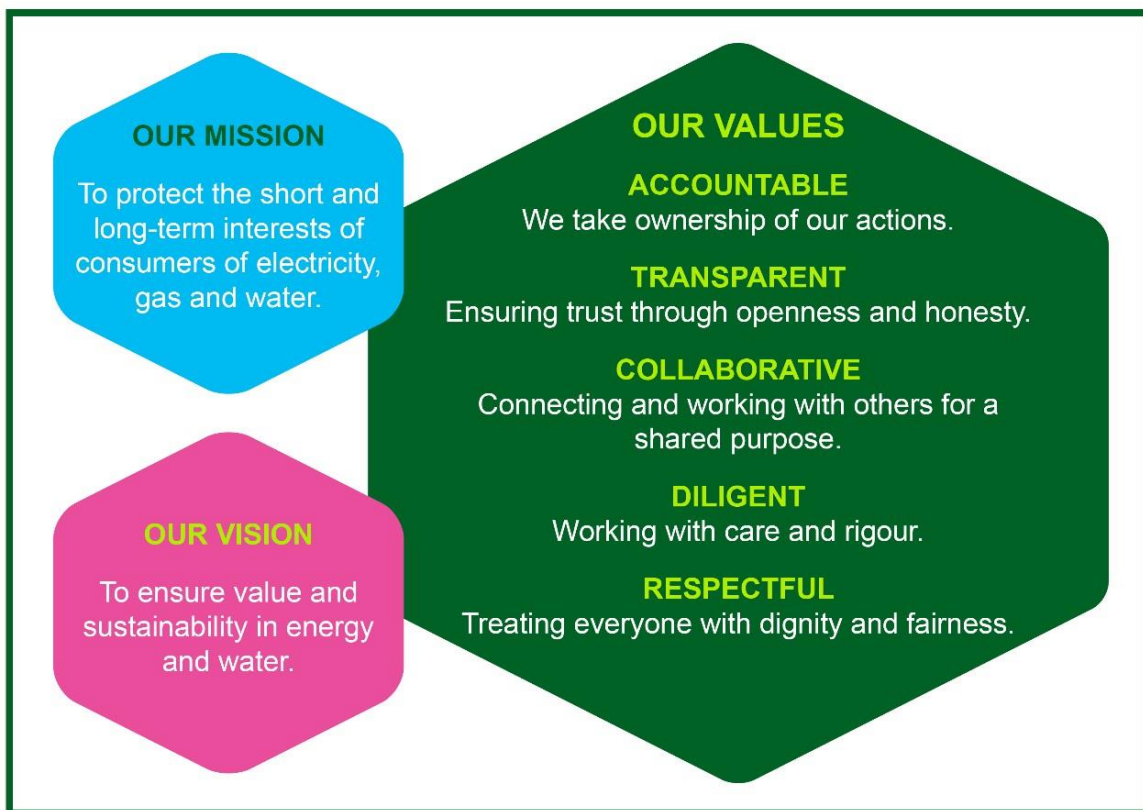 OUR MISSION
To protect the short and
long-term interests of
consumers of electricity,
gas and water.
OUR VISION
To ensure value and
sustainability in energy
and water.
OUR VALUES
ACCOUNTABLE
We take ownership of our actions.
TRANSPARENT
Ensuring trust through openness and honesty.
COLLABORATIVE
Connecting and working with others for a
shared purpose.
DILIGENT
Working with care and rigour.
RESPECTFUL
Treating everyone with dignity and fairness.